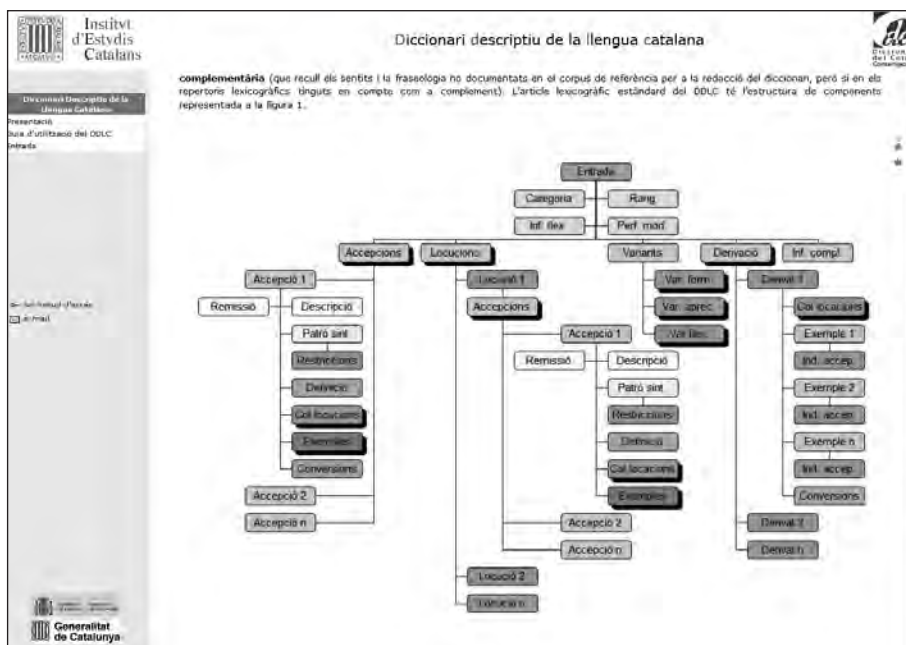 Institvt
d'Estvdis
Catalans
Diccionari descriptiu de la llengua catalana
complementària (que recull els sentits i la fraseologia no documentats en el corpus de referència per a la redacció del diccionari, però sí en els
repertoris lexicogràfics tinguts en compte com a complement). L'article lexicogràfic estàndard del DDLC té l'estructura de components
representada a la figura 1.
Diccionari Descriptiu de la
Llengua Catalana
Presentació
Guia d'utilització del DDLC
Entrada
Entrada
Categoria
Rang
Inf. flex
Perf. mod.
Accepcions
Locucions
Variants
Derivació
Inf. compl.
Accepció 1
Locució 1
Var. form.
Derivat 1
Remissió
Descripció
Accepcions
Var. aprec.
Col·locacions
Patró sint
Accepció 1
Var. flex.
Exemple 1
Restriccions
Remissió
Descripció
Ind. accep.
Definició
Patró sint
Exemple 2
Col·locacions
Restriccions
Ind. accep.
Exemples
Definició
Exemple n
Conversions
Col·locacions
Ind. accep.
Accepció 2
Exemples
Conversions
Accepció n
Accepció 2
Derivat 2
Accepció n
Derivat n
Locució 2
Locució n
e-mail
Generalitat
de Catalunya